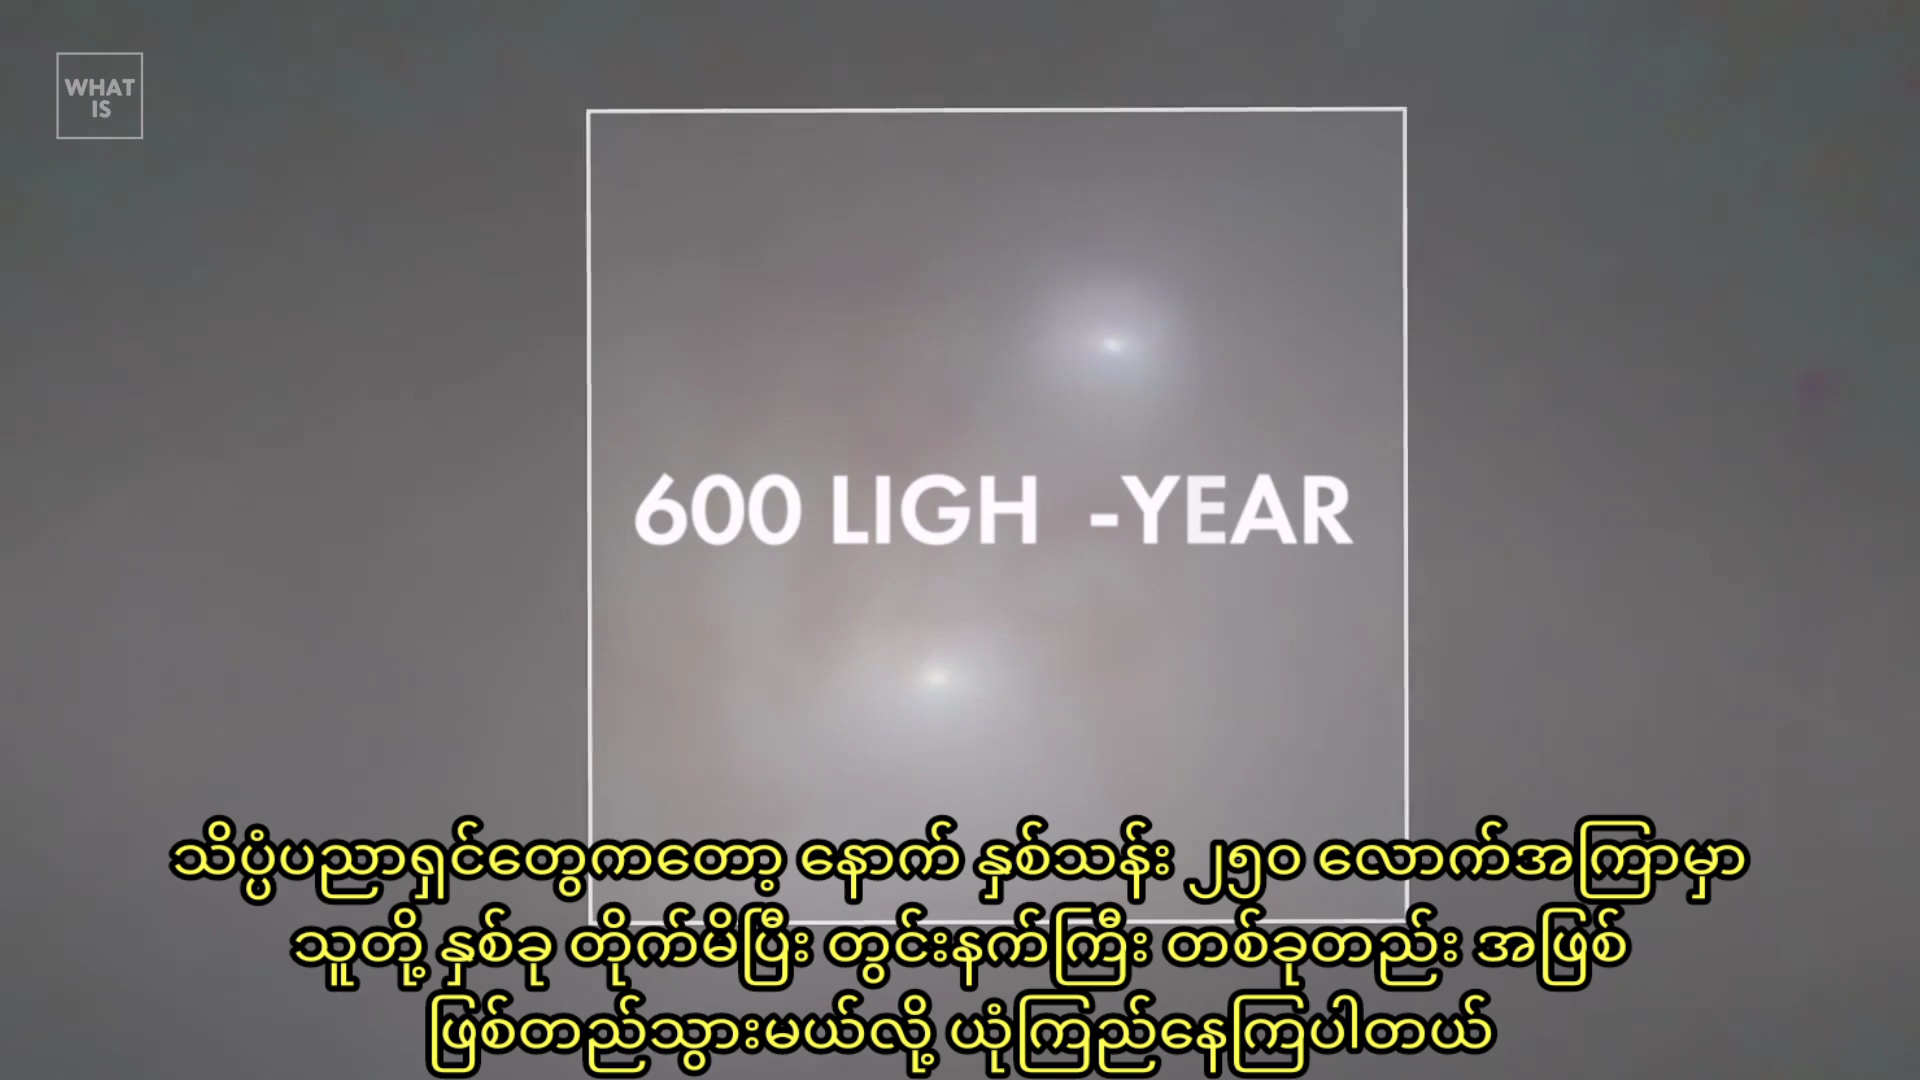 WHAT
IS
600 LIGH -YEAR
သိပ္ပံပညာရှင်တွေကတော့ နောက် နှစ်သန်း ၂၅၀ လောက်အကြာမှာ
သူတို့ နှစ်ခု တိုက်မိပြီး တွင်းနက်ကြီး တစ်ခုတည်း အဖြစ်
ဖြစ်တည်သွားမယ်လို့ ယုံကြည်နေကြပါတယ်